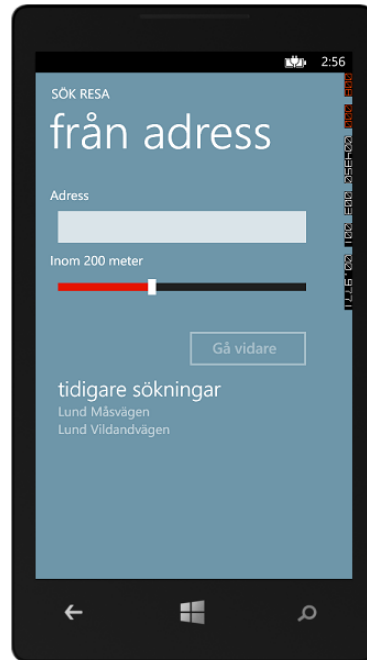 2:56
SÖK RESA
från adress
Adress
Inom 200 meter
Gå vidare
tidigare sökningar
Lund Måsvägen
Lund Vildandvägen